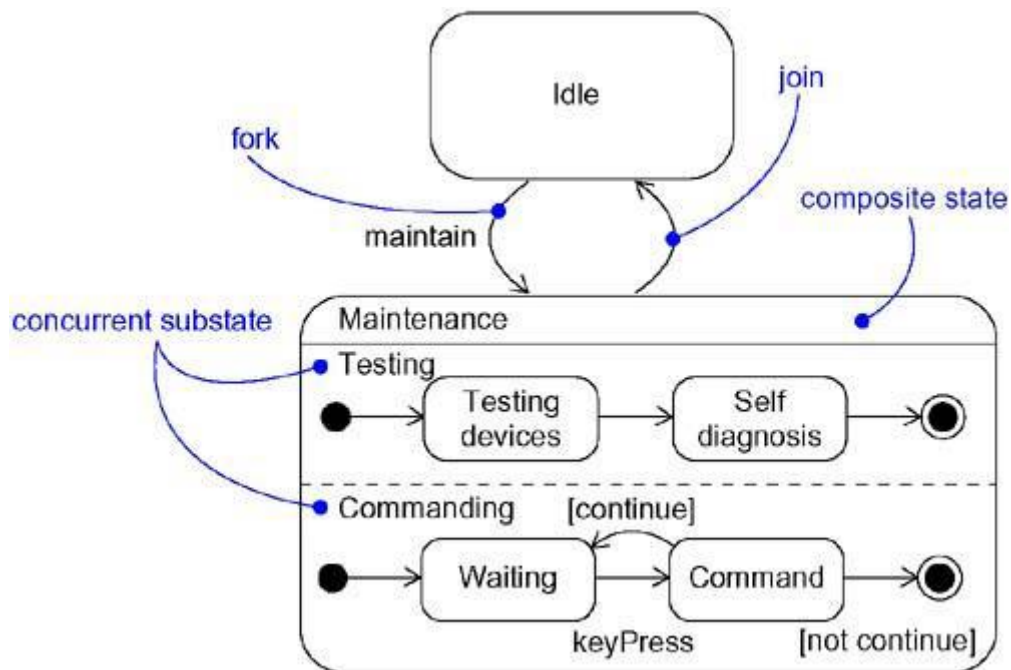 Idle
join
fork
composite state
maintain
concurrent substate
Maintenance
Testing
Testing
devices
Self
diagnosis
Commanding
[continue]
Waiting
Command
keyPress
[not continue]